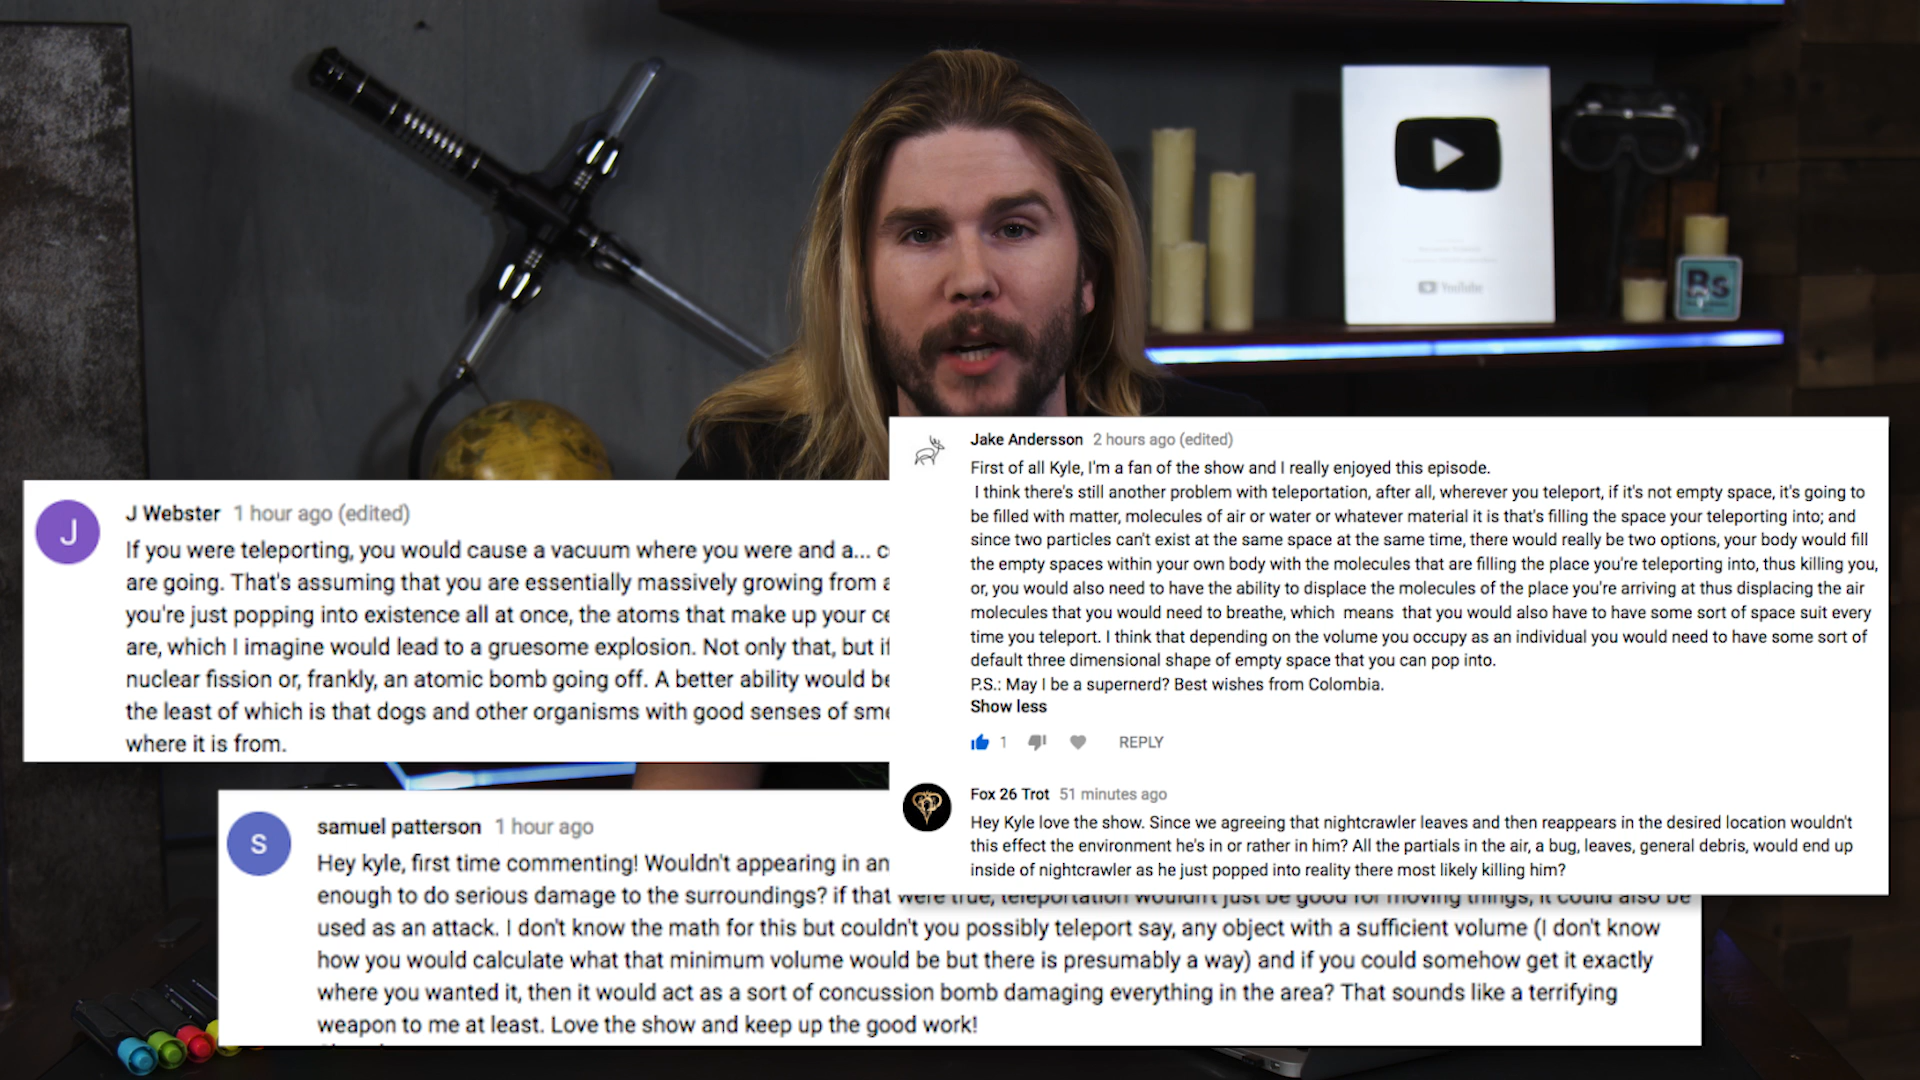 YouTube
Bs
J
J Webster 1 hour ago (edited)
If you were teleporting, you would cause a vacuum where you were and a... c
are going. That's assuming that you are essentially massively growing from a
you're just popping into existence all at once, the atoms that make up your ce
are, which I imagine would lead to a gruesome explosion. Not only that, but if
nuclear fission or, frankly, an atomic bomb going off. A better ability would be
the least of which is that dogs and other organisms with good senses of sme
where it is from.
Jake Andersson 2 hours ago (edited)
First of all Kyle, I'm a fan of the show and I really enjoyed this episode.
I think there's still another problem with teleportation, after all, wherever you teleport, if it's not empty space, it's going to
be filled with matter, molecules of air or water or whatever material it is that's filling the space your teleporting into; and
since two particles can't exist at the same space at the same time, there would really be two options, your body would fill
the empty spaces within your own body with the molecules that are filling the place you're teleporting into, thus killing you,
or, you would also need to have the ability to displace the molecules of the place you're arriving at thus displacing the air
molecules that you would need to breathe, which means that you would also have to have some sort of space suit every
time you teleport. I think that depending on the volume you occupy as an individual you would need to have some sort of
default three dimensional shape of empty space that you can pop into.
P.S.: May I be a supernerd? Best wishes from Colombia.
Show less
1 REPLY
Fox 26 Trot 51 minutes ago
Hey Kyle love the show. Since we agreeing that nightcrawler leaves and then reappears in the desired location wouldn't
this effect the environment he's in or rather in him? All the partials in the air, a bug, leaves, general debris, would end up
inside of nightcrawler as he just popped into reality there most likely killing him?
s
samuel patterson 1 hour ago
Hey kyle, first time commenting! Wouldn't appearing in an
enough to do serious damage to the surroundings? if that were true, teleportation wouldn't just be good for moving things, it could also be
used as an attack. I don't know the math for this but couldn't you possibly teleport say, any object with a sufficient volume (I don't know
how you would calculate what that minimum volume would be but there is presumably a way) and if you could somehow get it exactly
where you wanted it, then it would act as a sort of concussion bomb damaging everything in the area? That sounds like a terrifying
weapon to me at least. Love the show and keep up the good work!